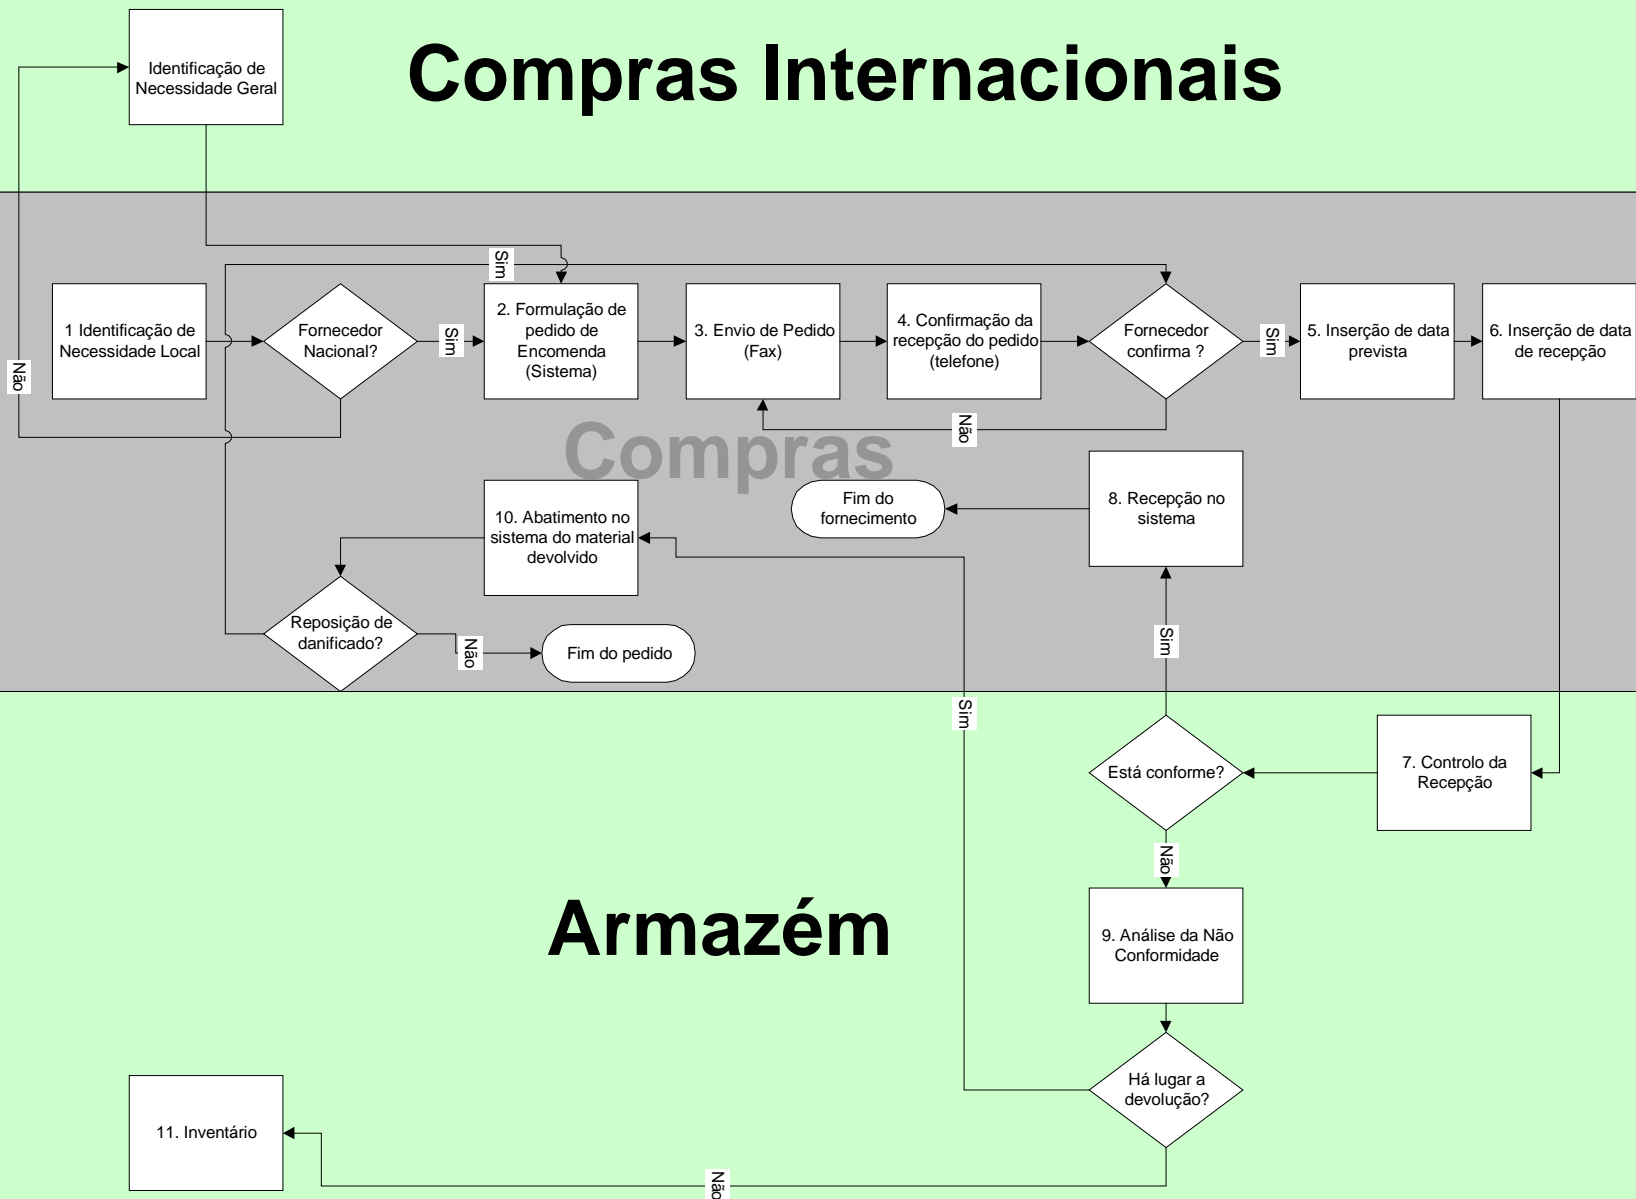 Compras Internacionais
Identificação de
Necessidade Geral
Sim
1 Identificação de
Necessidade Local
Fornecedor
Nacional?
Sim
2. Formulação de
pedido de
Encomenda
(Sistema)
3. Envio de Pedido
(Fax)
4. Confirmação da
recepção do pedido
(telefone)
Fornecedor
confirma ?
Sim
5. Inserção de data
prevista
6. Inserção de data
de recepção
Não
Não
Compras
10. Abatimento no
sistema do material
devolvido
Fim do
fornecimento
8. Recepção no
sistema
Reposição de
danificado?
Não
Fim do pedido
Sim
Sim
Está conforme?
7. Controlo da
Recepção
Não
Armazém
9. Análise da Não
Conformidade
Há lugar a
devolução?
11. Inventário
Não